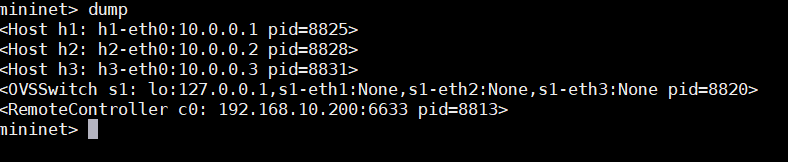 mininet> dump
<Host h1: h1-eth0:10.0.0.1 pid=8825>
<Host h2: h2-eth0:10.0.0.2 pid=8828>
<Host h3: h3-eth0:10.0.0.3 pid=8831>
<OVSSwitch s1: lo:127.0.0.1,s1-eth1:None,s1-eth2:None,s1-eth3:None pid=8820>
<RemoteController c0: 192.168.10.200:6633 pid=8813>
mininet>